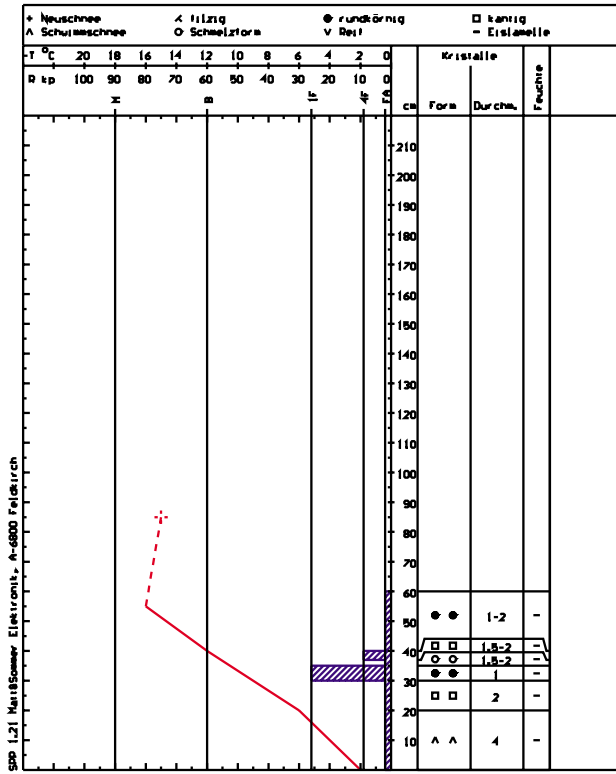 + Neuschnee ⁄ filzig ● rundkörnig □ kantig
∧ Schwimmschnee ○ Schmelzform ∨ Reif - Eislamelle
-T °C 20 18 16 14 12 10 8 6 4 2 0 Kristalle Feuchte
R kp 100 90 80 70 60 50 40 30 20 10 0 cm Form Durchm.
M B 1F 4F FA
210
200
190
180
170
160
150
140
130
120
110
100
90
80
70
60
50 ● ● 1-2 -
40 □ □ 1.5-2 -
○ ○ 1.5-2 -
30 ● ● 1 -
20 □ □ 2 -
10 ∧ ∧ 4 -
SPP 1.21 Matt&Sommer Elektronik, A-6800 Feldkirch